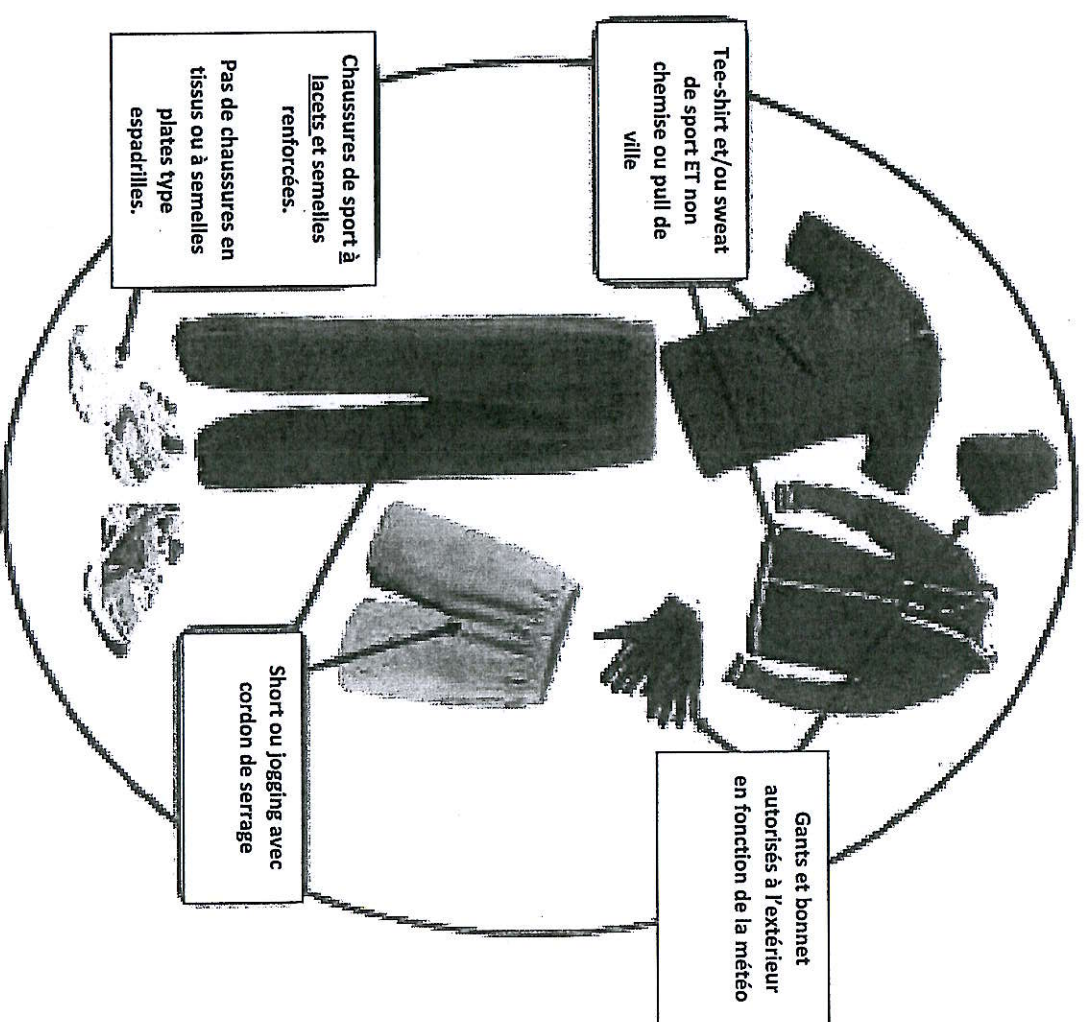 Tee-shirt et/ou sweat
de sport ET non
chemise ou pull de
ville
Gants et bonnet
autorisés à l'extérieur
en fonction de la météo
Chaussures de sport à
lacets et semelles
renforcées.
Pas de chaussures en
tissus ou à semelles
plates type
espadrilles.
Short ou jogging avec
cordon de serrage